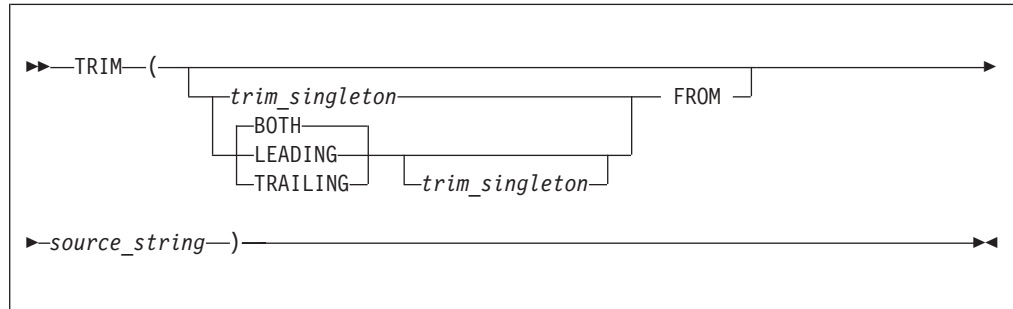 TRIM (
trim_singleton FROM
BOTH
LEADING
TRAILING trim_singleton
source_string )